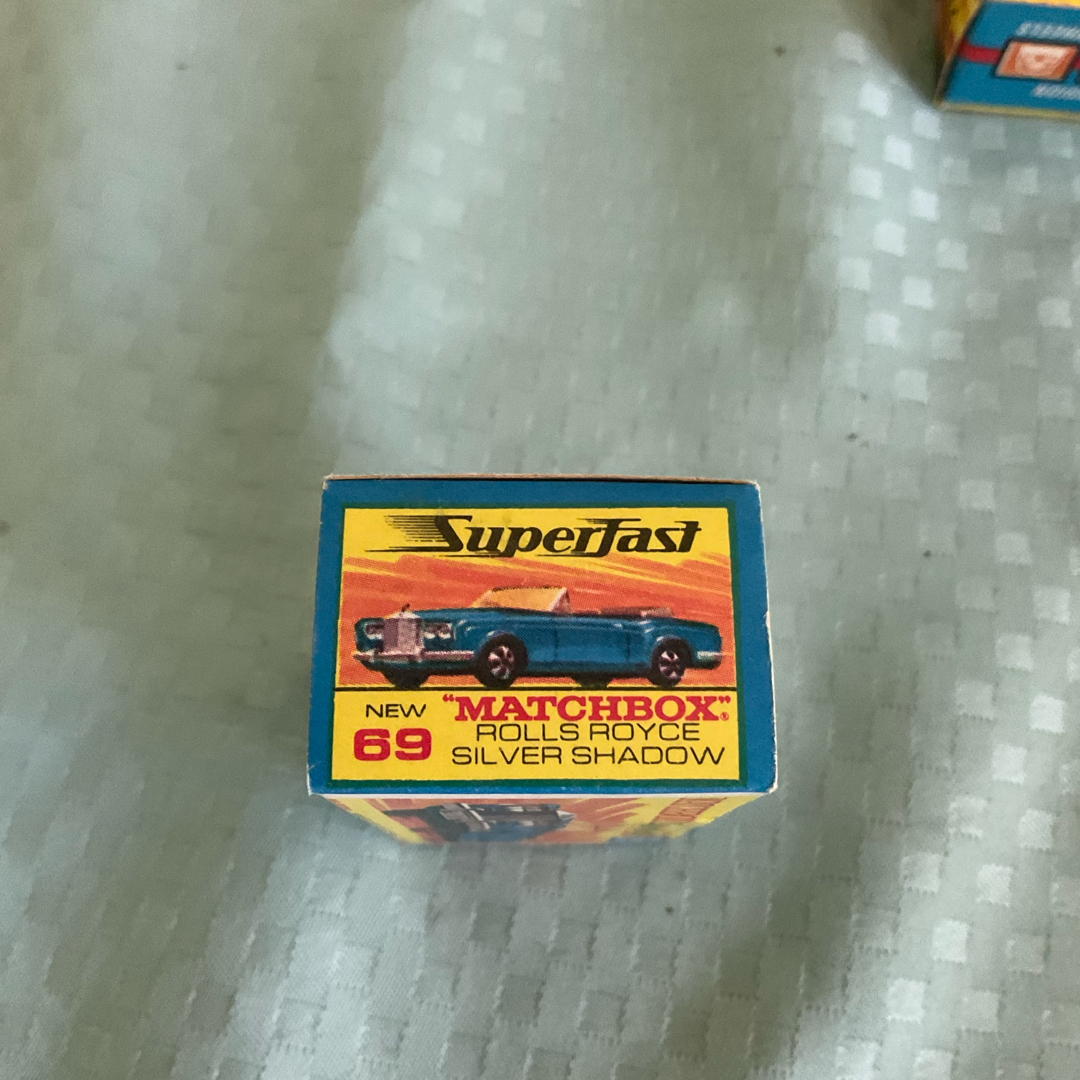 Superfast
NEW
69
"MATCHBOX".
ROLLS ROYCE
SILVER SHADOW